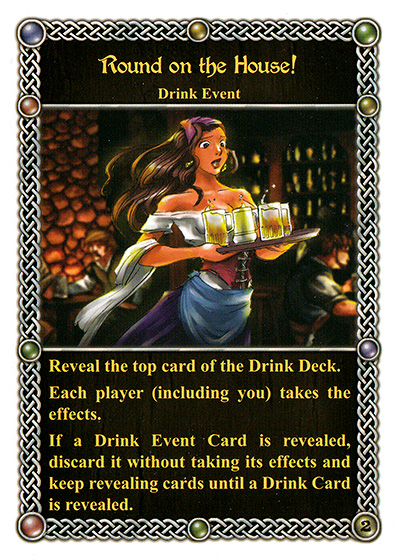 Round on the House!
Drink Event
Reveal the top card of the Drink Deck.
Each player (including you) takes the
effects.
If a Drink Event Card is revealed,
discard it without taking its effects and
keep revealing cards until a Drink Card
is revealed.
2